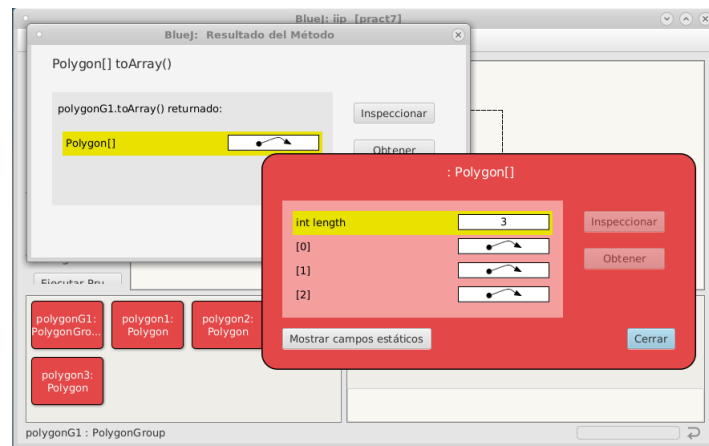 BlueJ: iip [pract7]
BlueJ: Resultado del Método
Polygon[] toArray()
polygonG1.toArray() returnado:
Inspeccionar
Polygon[]
Obtener
: Polygon[]
int length
3
Inspeccionar
[0]
Obtener
[1]
[2]
Ejecutar Pru...
polygonG1:
PolygonGro...
polygon1:
Polygon
polygon2:
Polygon
Mostrar campos estáticos
Cerrar
polygon3:
Polygon
polygonG1 : PolygonGroup